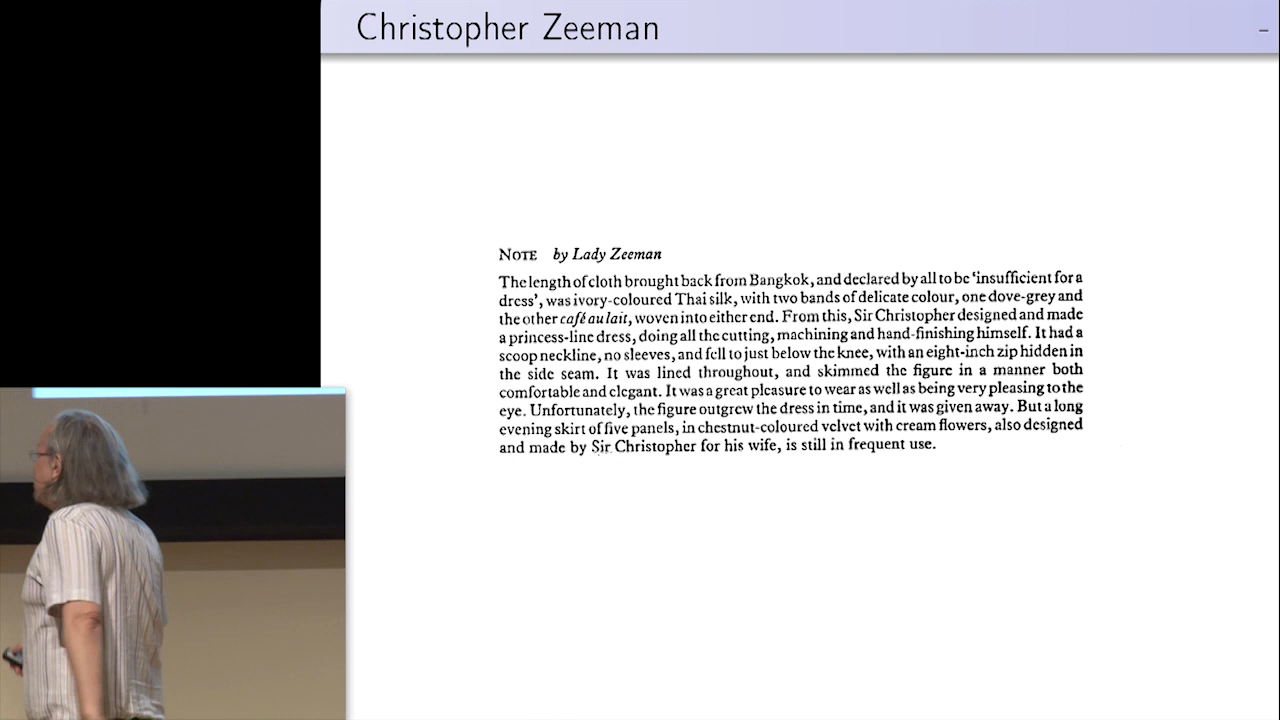 Christopher Zeeman
NOTE by Lady Zeeman
The length of cloth brought back from Bangkok, and declared by all to be ‘insufficient for a
dress’, was ivory-coloured Thai silk, with two bands of delicate colour, one dove-grey and
the other café au lait, woven into either end. From this, Sir Christopher designed and made
a princess-line dress, doing all the cutting, machining and hand-finishing himself. It had a
scoop neckline, no sleeves, and fell to just below the knee, with an eight-inch zip hidden in
the side seam. It was lined throughout, and skimmed the figure in a manner both
comfortable and elegant. It was a great pleasure to wear as well as being very pleasing to the
eye. Unfortunately, the figure outgrew the dress in time, and it was given away. But a long
evening skirt of five panels, in chestnut-coloured velvet with cream flowers, also designed
and made by Sir Christopher for his wife, is still in frequent use.